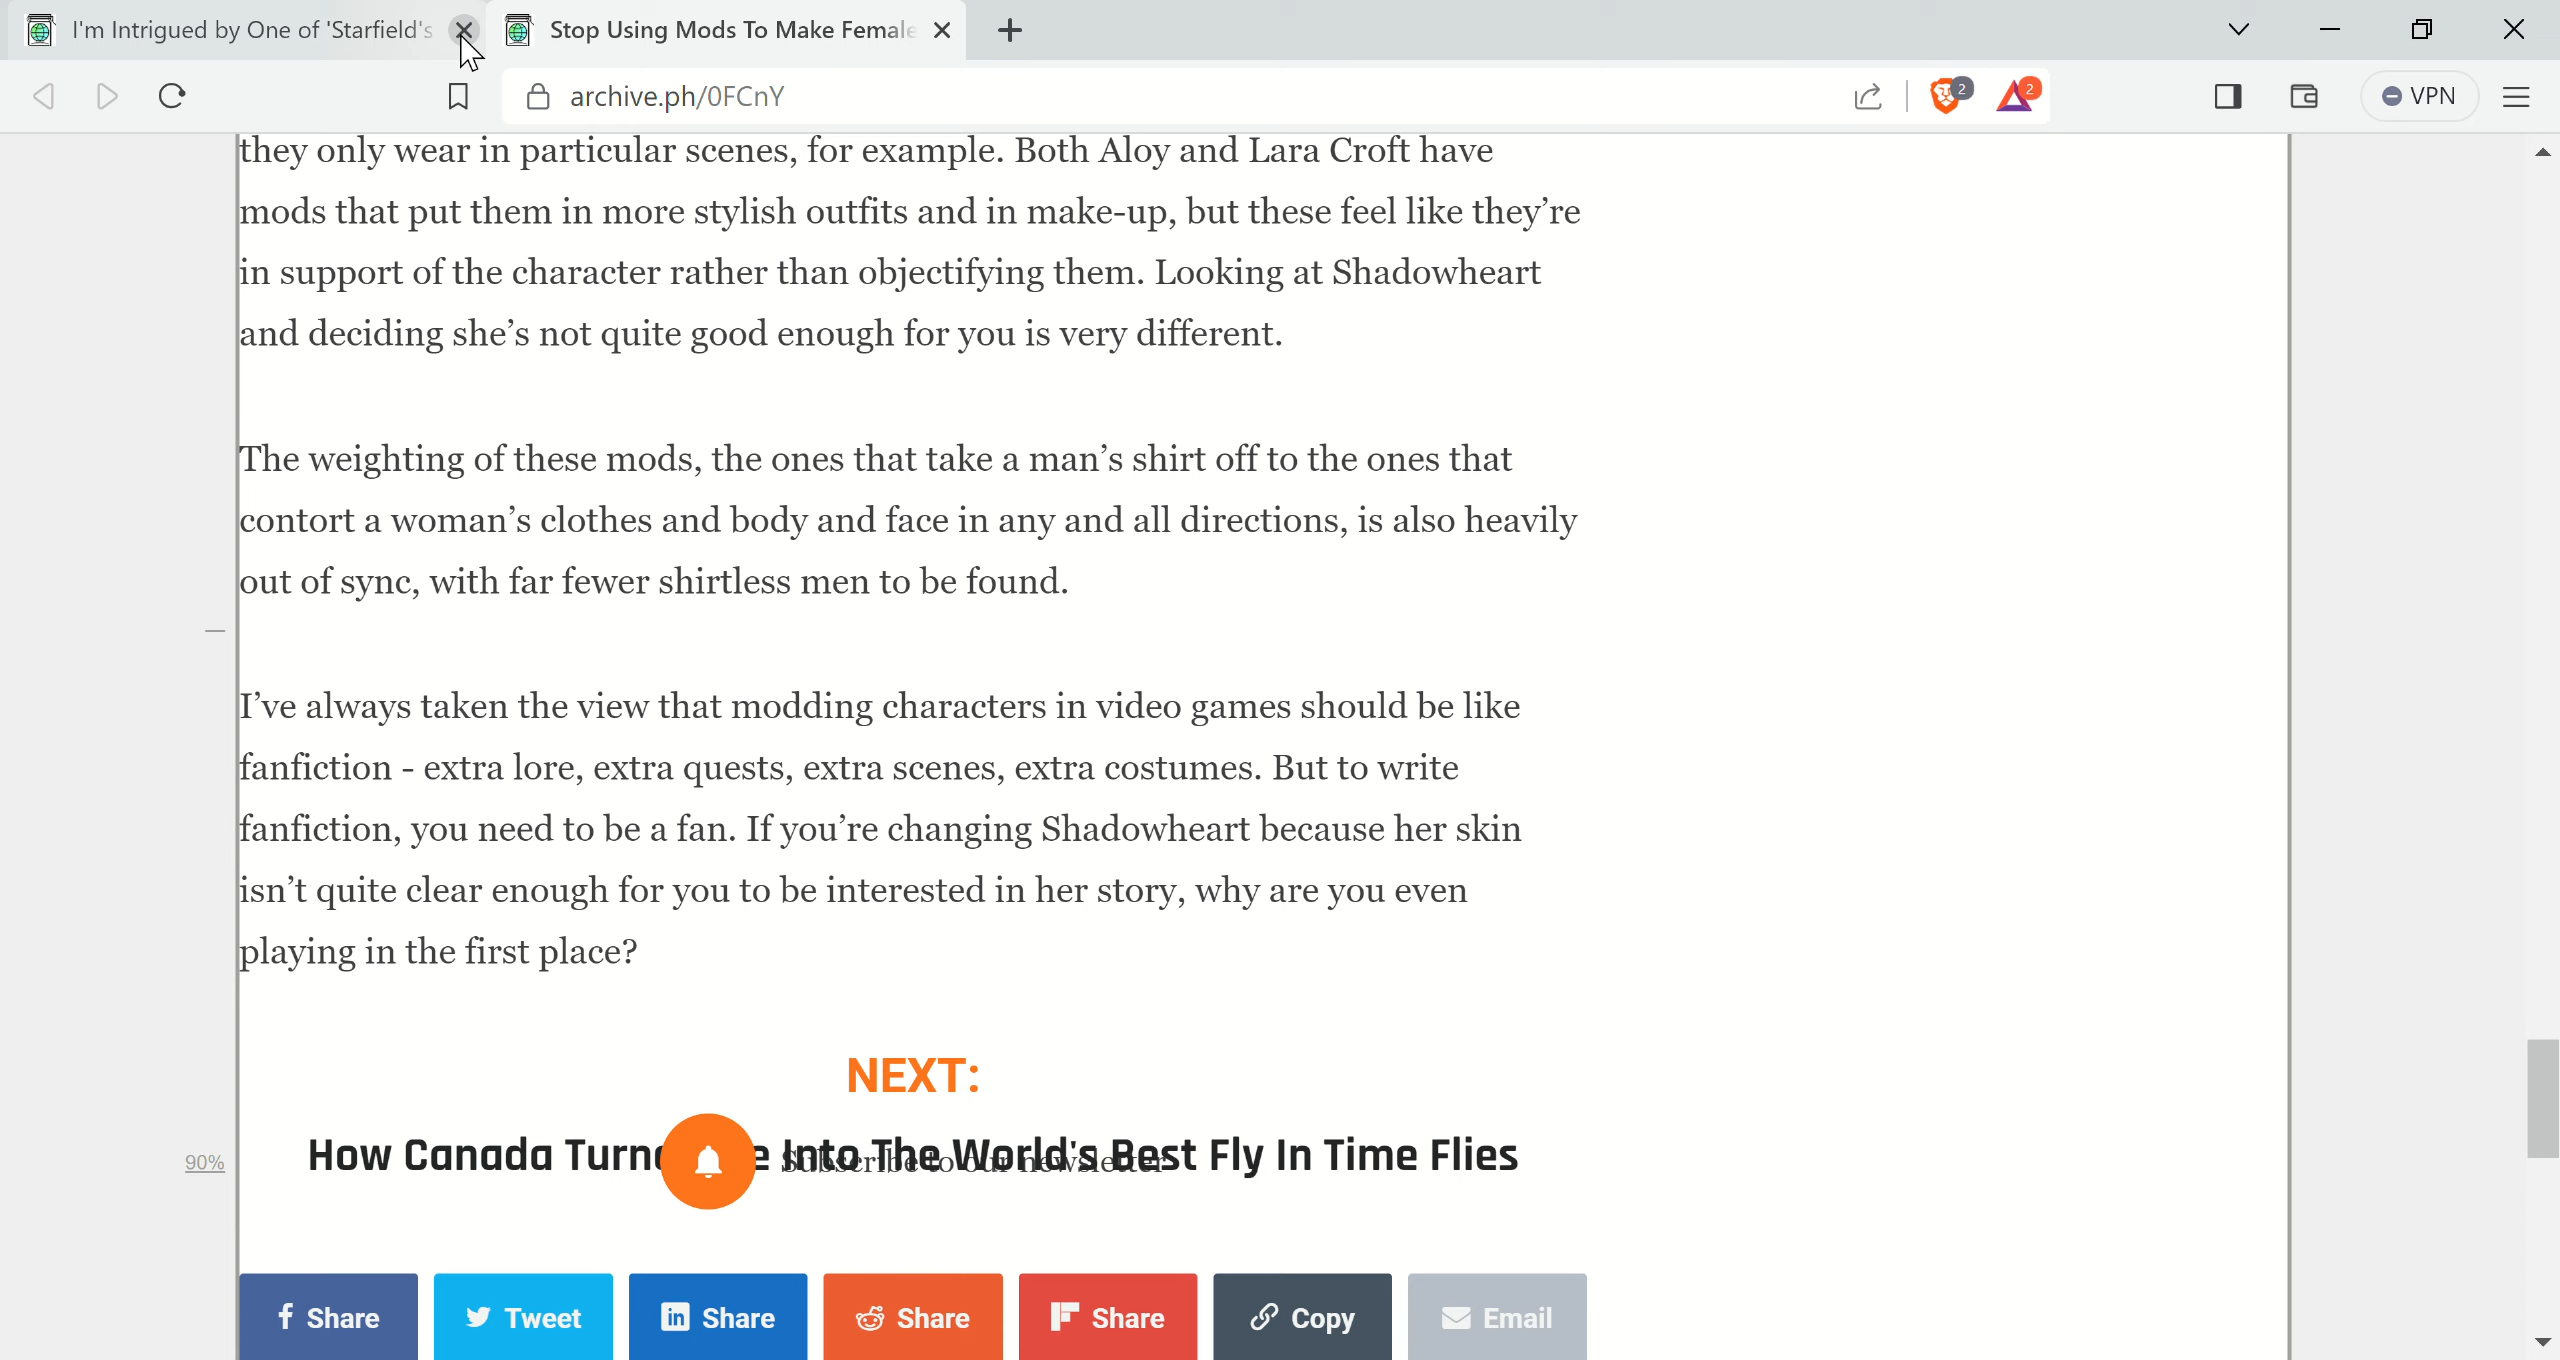 I'm Intrigued by One of 'Starfield's
Stop Using Mods To Make Female
archive.ph/0FCnY
2
2
VPN
they only wear in particular scenes, for example. Both Aloy and Lara Croft have
mods that put them in more stylish outfits and in make-up, but these feel like they’re
in support of the character rather than objectifying them. Looking at Shadowheart
and deciding she’s not quite good enough for you is very different.
The weighting of these mods, the ones that take a man’s shirt off to the ones that
contort a woman’s clothes and body and face in any and all directions, is also heavily
out of sync, with far fewer shirtless men to be found.
I’ve always taken the view that modding characters in video games should be like
fanfiction - extra lore, extra quests, extra scenes, extra costumes. But to write
fanfiction, you need to be a fan. If you’re changing Shadowheart because her skin
isn’t quite clear enough for you to be interested in her story, why are you even
playing in the first place?
NEXT:
90%
How Canada Turne e Into The World's Best Fly In Time Flies
Subscribe to our newsletter
f Share
Tweet
in Share
Share
Share
Copy
Email